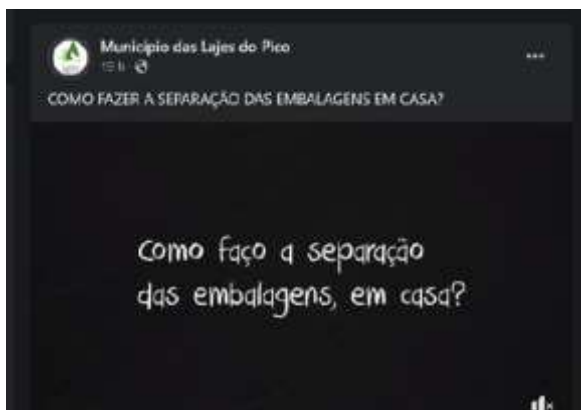 Município das Lajes do Pico
15 h
COMO FAZER A SEPARAÇÃO DAS EMBALAGENS EM CASA?
Como faço a separação
das embalagens, em casa?